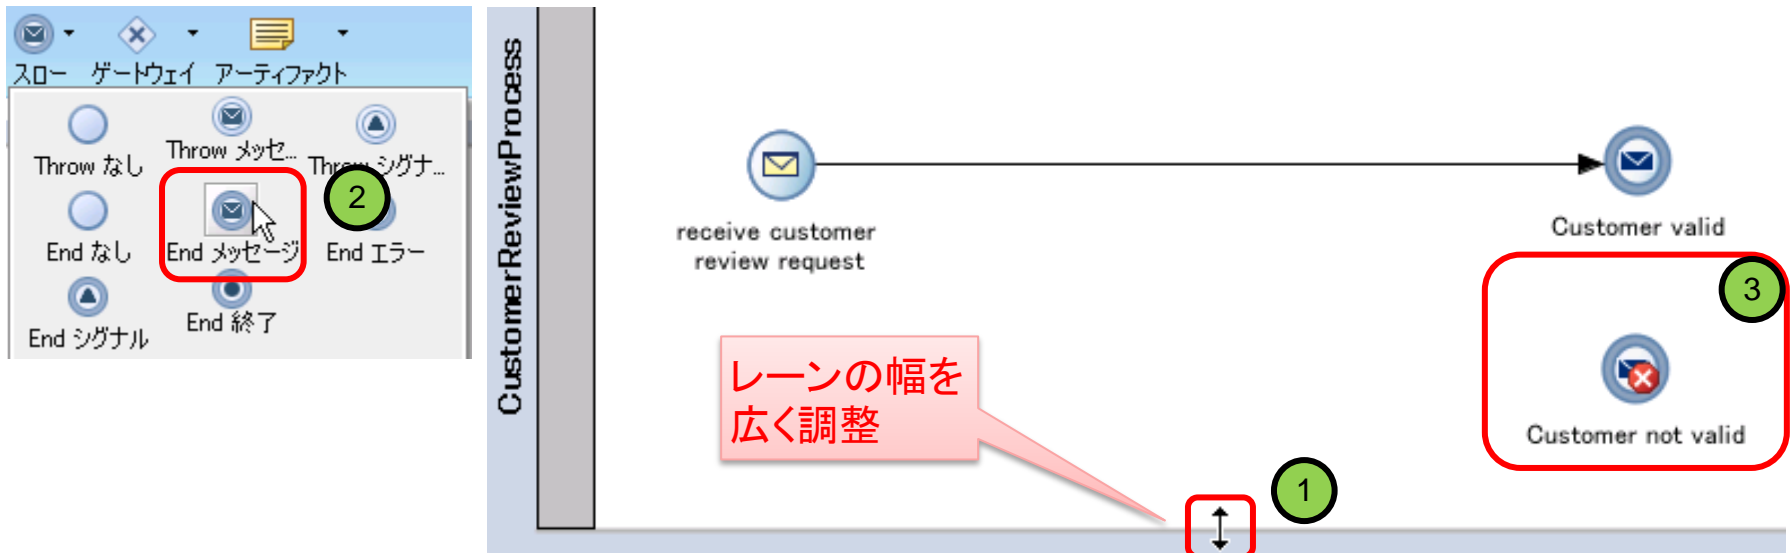 スロー ゲートウェイ アーティファクト
Throw なし Throw メッセ... Throw シグナ...
2
End なし End メッセージ End エラー
End シグナル End 終了
CustomerReviewProcess
receive customer
review request
Customer valid
3
Customer not valid
レーンの幅を
広く調整
1